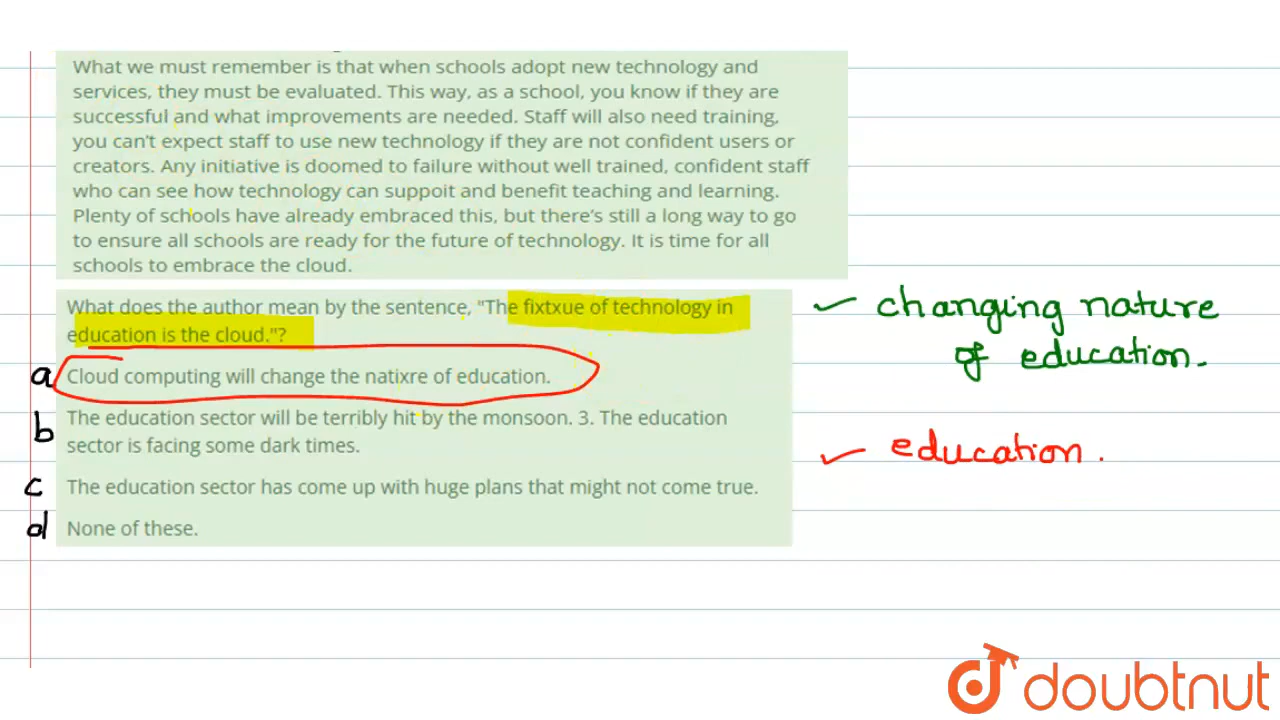 What we must remember is that when schools adopt new technology and
services, they must be evaluated. This way, as a school, you know if they are
successful and what improvements are needed. Staff will also need training,
you can't expect staff to use new technology if they are not confident users or
creators. Any initiative is doomed to failure without well trained, confident staff
who can see how technology can suppoit and benefit teaching and learning.
Plenty of schools have already embraced this, but there's still a long way to go
to ensure all schools are ready for the future of technology. It is time for all
schools to embrace the cloud.
What does the author mean by the sentence, "The fixtxue of technology in
education is the cloud."?
a Cloud computing will change the natixre of education.
b The education sector will be terribly hit by the monsoon. 3. The education
sector is facing some dark times.
c The education sector has come up with huge plans that might not come true.
d None of these.
✓ changing nature
of education.
✓ education.
doubtnut